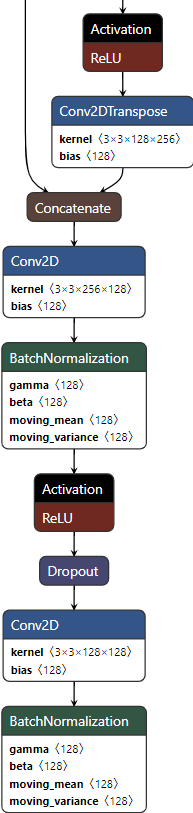 Activation
ReLU
Conv2DTranspose
kernel ⟨3×3×128×256⟩
bias ⟨128⟩
Concatenate
Conv2D
kernel ⟨3×3×256×128⟩
bias ⟨128⟩
BatchNormalization
gamma ⟨128⟩
beta ⟨128⟩
moving_mean ⟨128⟩
moving_variance ⟨128⟩
Activation
ReLU
Dropout
Conv2D
kernel ⟨3×3×128×128⟩
bias ⟨128⟩
BatchNormalization
gamma ⟨128⟩
beta ⟨128⟩
moving_mean ⟨128⟩
moving_variance ⟨128⟩